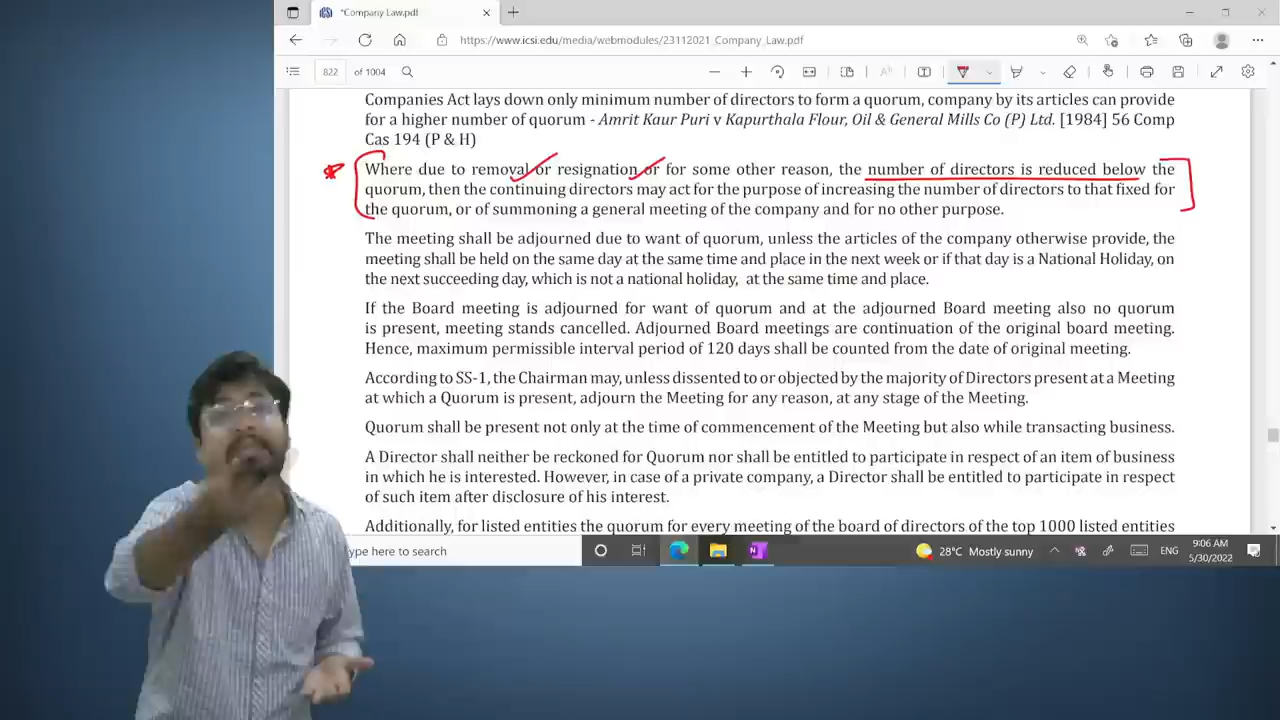 *Company Law.pdf
https://www.icsi.edu/media/webmodules/23112021_Company_Law.pdf
822 of 1004
Companies Act lays down only minimum number of directors to form a quorum, company by its articles can provide
for a higher number of quorum - Amrit Kaur Puri v Kapurthala Flour, Oil & General Mills Co (P) Ltd. [1984] 56 Comp
Cas 194 (P & H)
Where due to removal or resignation or for some other reason, the number of directors is reduced below the
quorum, then the continuing directors may act for the purpose of increasing the number of directors to that fixed for
the quorum, or of summoning a general meeting of the company and for no other purpose.
The meeting shall be adjourned due to want of quorum, unless the articles of the company otherwise provide, the
meeting shall be held on the same day at the same time and place in the next week or if that day is a National Holiday, on
the next succeeding day, which is not a national holiday, at the same time and place.
If the Board meeting is adjourned for want of quorum and at the adjourned Board meeting also no quorum
is present, meeting stands cancelled. Adjourned Board meetings are continuation of the original board meeting.
Hence, maximum permissible interval period of 120 days shall be counted from the date of original meeting.
According to SS-1, the Chairman may, unless dissented to or objected by the majority of Directors present at a Meeting
at which a Quorum is present, adjourn the Meeting for any reason, at any stage of the Meeting.
Quorum shall be present not only at the time of commencement of the Meeting but also while transacting business.
A Director shall neither be reckoned for Quorum nor shall be entitled to participate in respect of an item of business
in which he is interested. However, in case of a private company, a Director shall be entitled to participate in respect
of such item after disclosure of his interest.
Additionally, for listed entities the quorum for every meeting of the board of directors of the top 1000 listed entities
ype here to search
28°C Mostly sunny
ENG
9:06 AM
5/30/2022